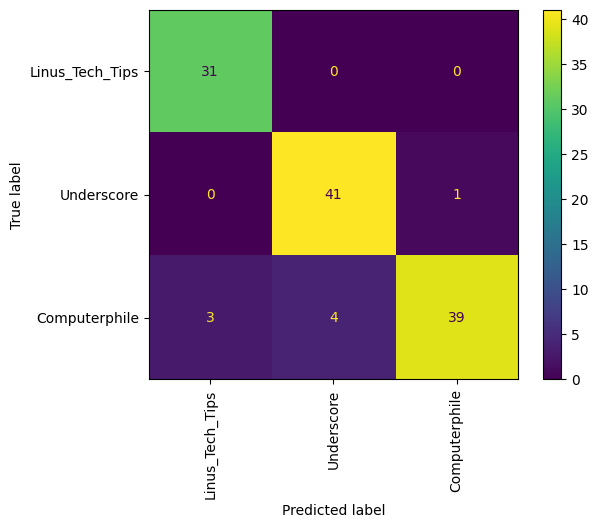 Linus_Tech_Tips
Underscore
Computerphile
True label
31 0 0
0 41 1
3 4 39
Linus_Tech_Tips
Underscore
Computerphile
Predicted label
40
35
30
25
20
15
10
5
0